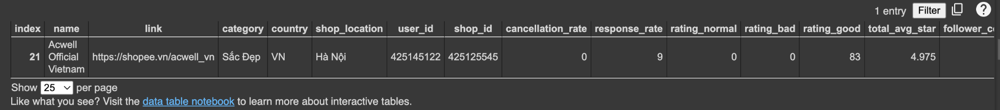 1 entry Filter ?
index name link category country shop_location user_id shop_id cancellation_rate response_rate rating_normal rating_bad rating_good total_avg_star
21 Acwell Official Vietnam https://shopee.vn/acwell_vn Sắc Đẹp VN Hà Nội 425145122 425125545 0 9 0 0 83 4.975
Show 25 per page
Like what you see? Visit the data table notebook to learn more about interactive tables.